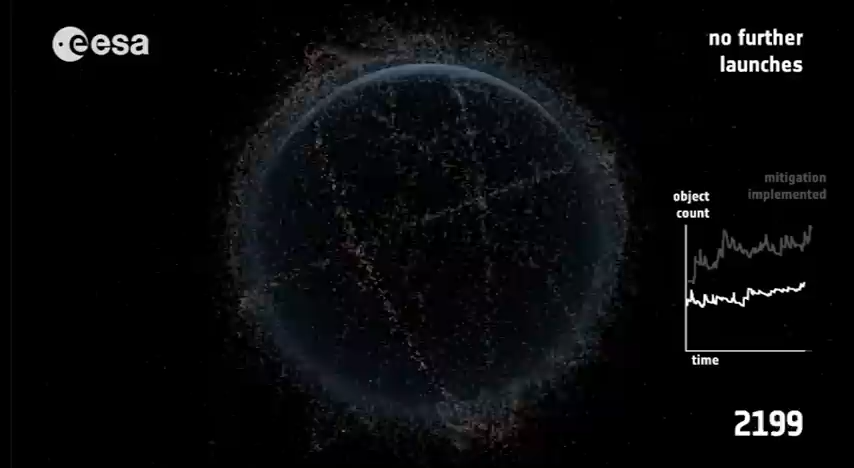 esa
no further
launches
mitigation
implemented
object
count
time
2199